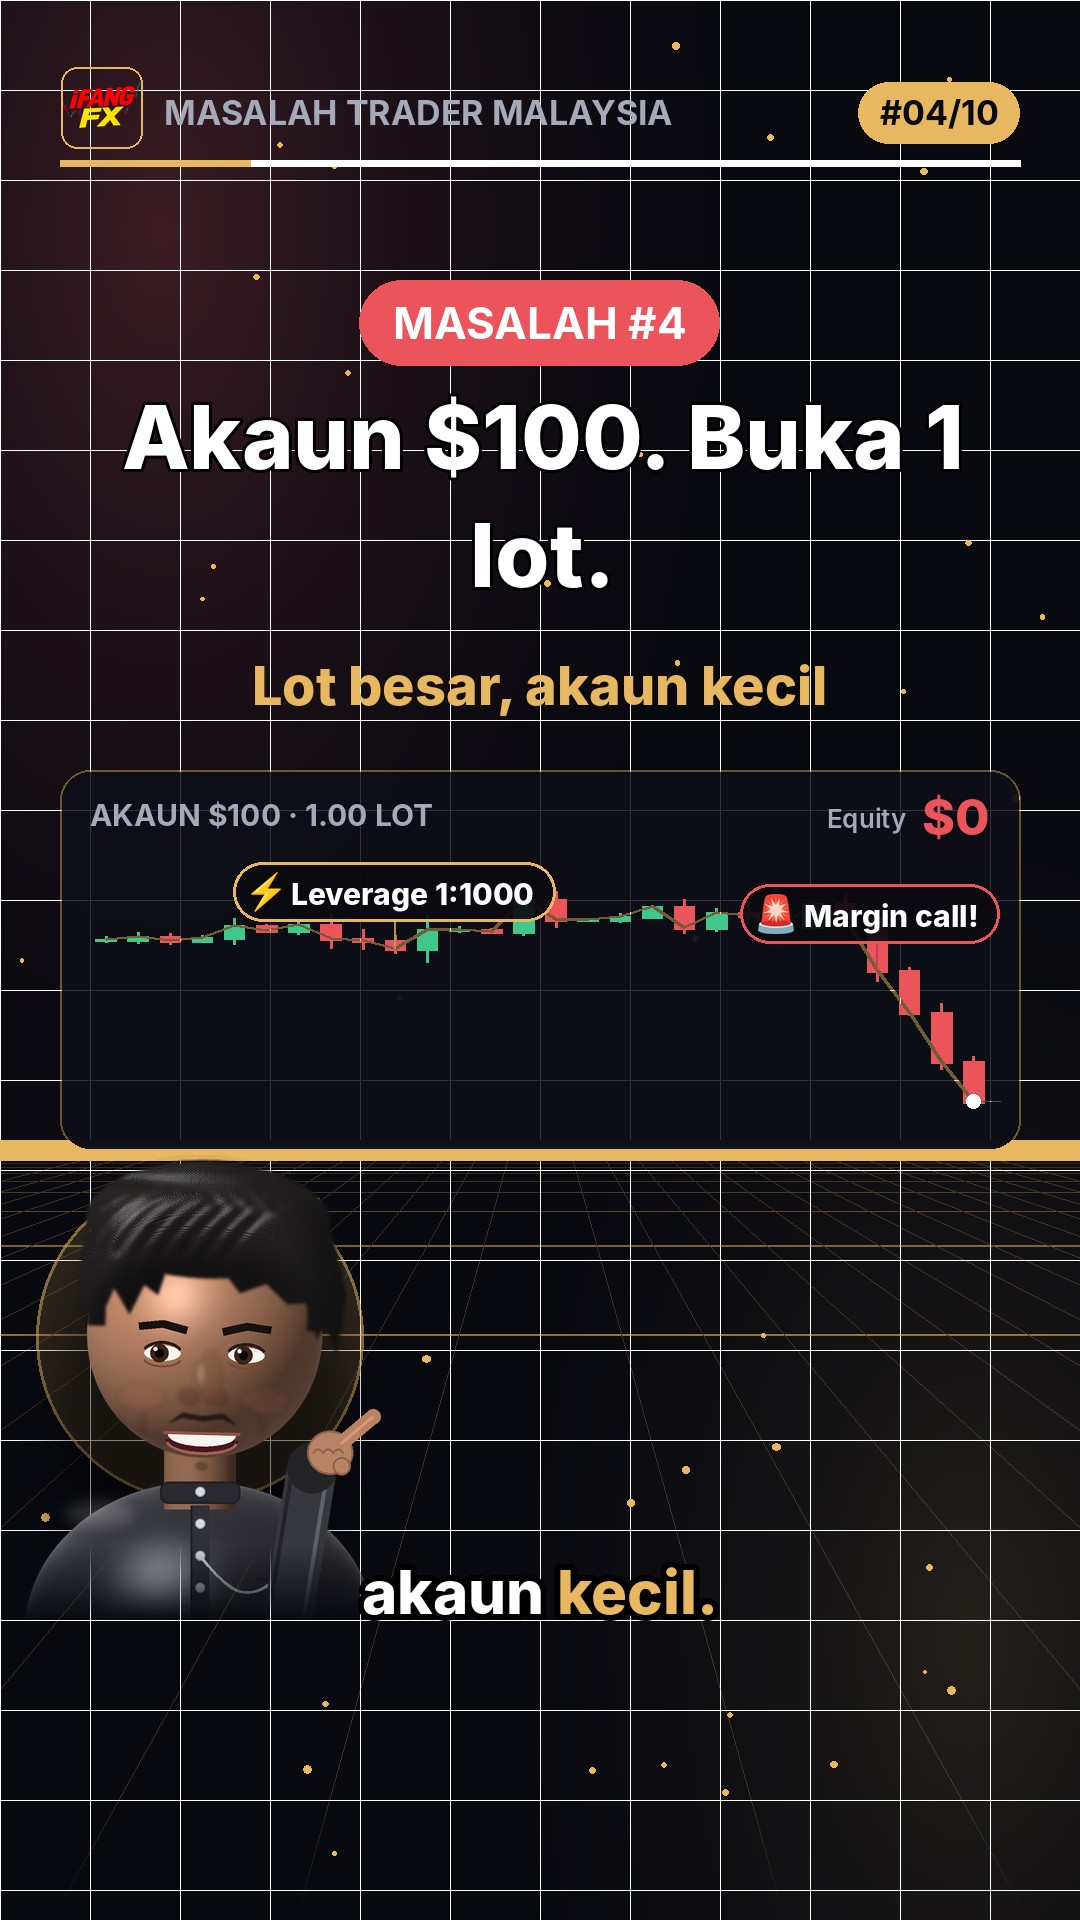 iFANG
FX
MASALAH TRADER MALAYSIA
#04/10
MASALAH #4
Akaun $100. Buka 1
lot.
Lot besar, akaun kecil
AKAUN $100 · 1.00 LOT
Equity $0
Leverage 1:1000
Margin call!
akaun kecil.